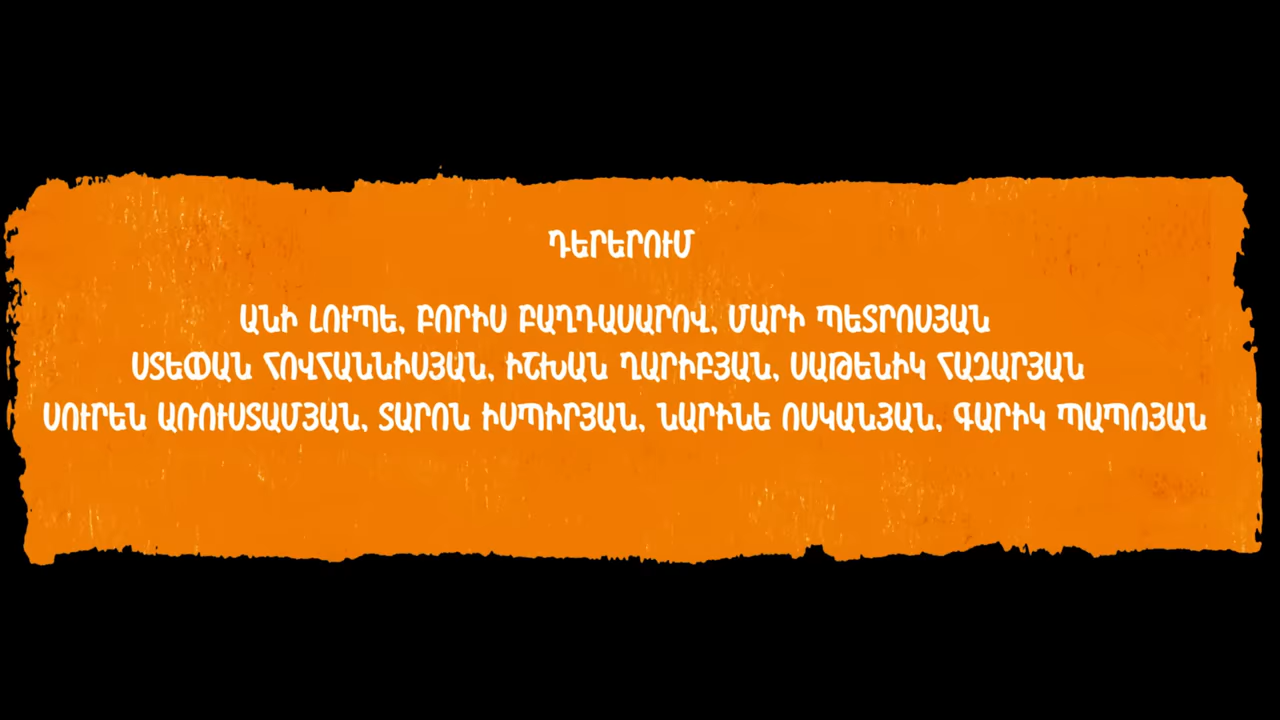 ԴԵՐԵՐՈՒՄ
ԱՆԻ ԼՈՒՊԵ, ԲՈՐԻՍ ԲԱՂԴԱՍԱՐՈՎ, ՄԱՐԻ ՊԵՏՐՈՍՅԱՆ
ՍՏԵՓԱՆ ՀՈՎՀԱՆՆԻՍՅԱՆ, ԻՇԽԱՆ ՂԱՐԻԲՅԱՆ, ՍԱԹԵՆԻԿ ՀԱԶԱՐՅԱՆ
ՍՈՒՐԵՆ ԱՌՈՒՍՏԱՄՅԱՆ, ՏԱՐՈՆ ԻՍՊԻՐՅԱՆ, ՆԱՐԻՆԵ ՈՍԿԱՆՅԱՆ, ԳԱՐԻԿ ՊԱՊՈՅԱՆ